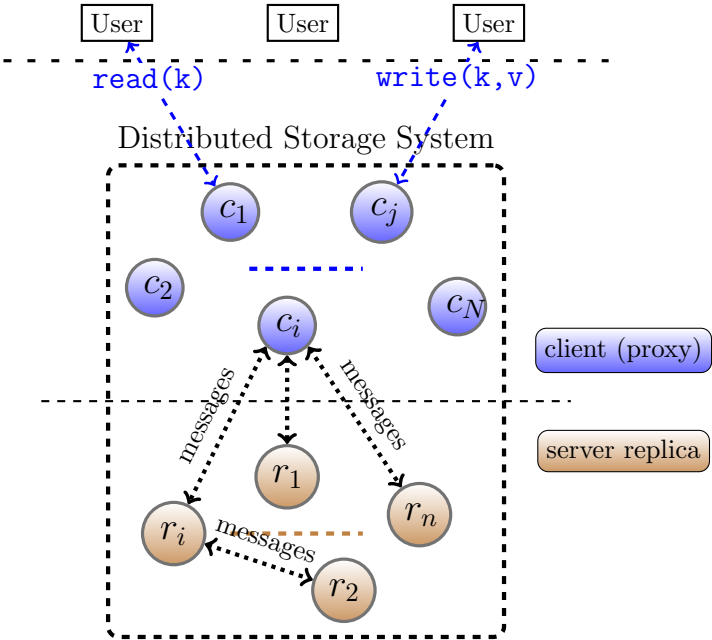 User User User
read(k) write(k,v)
Distributed Storage System
c₁ cⱼ
c₂ c_N
cᵢ
client (proxy)
messages messages
server replica
r₁
rᵢ rₙ
messages
r₂